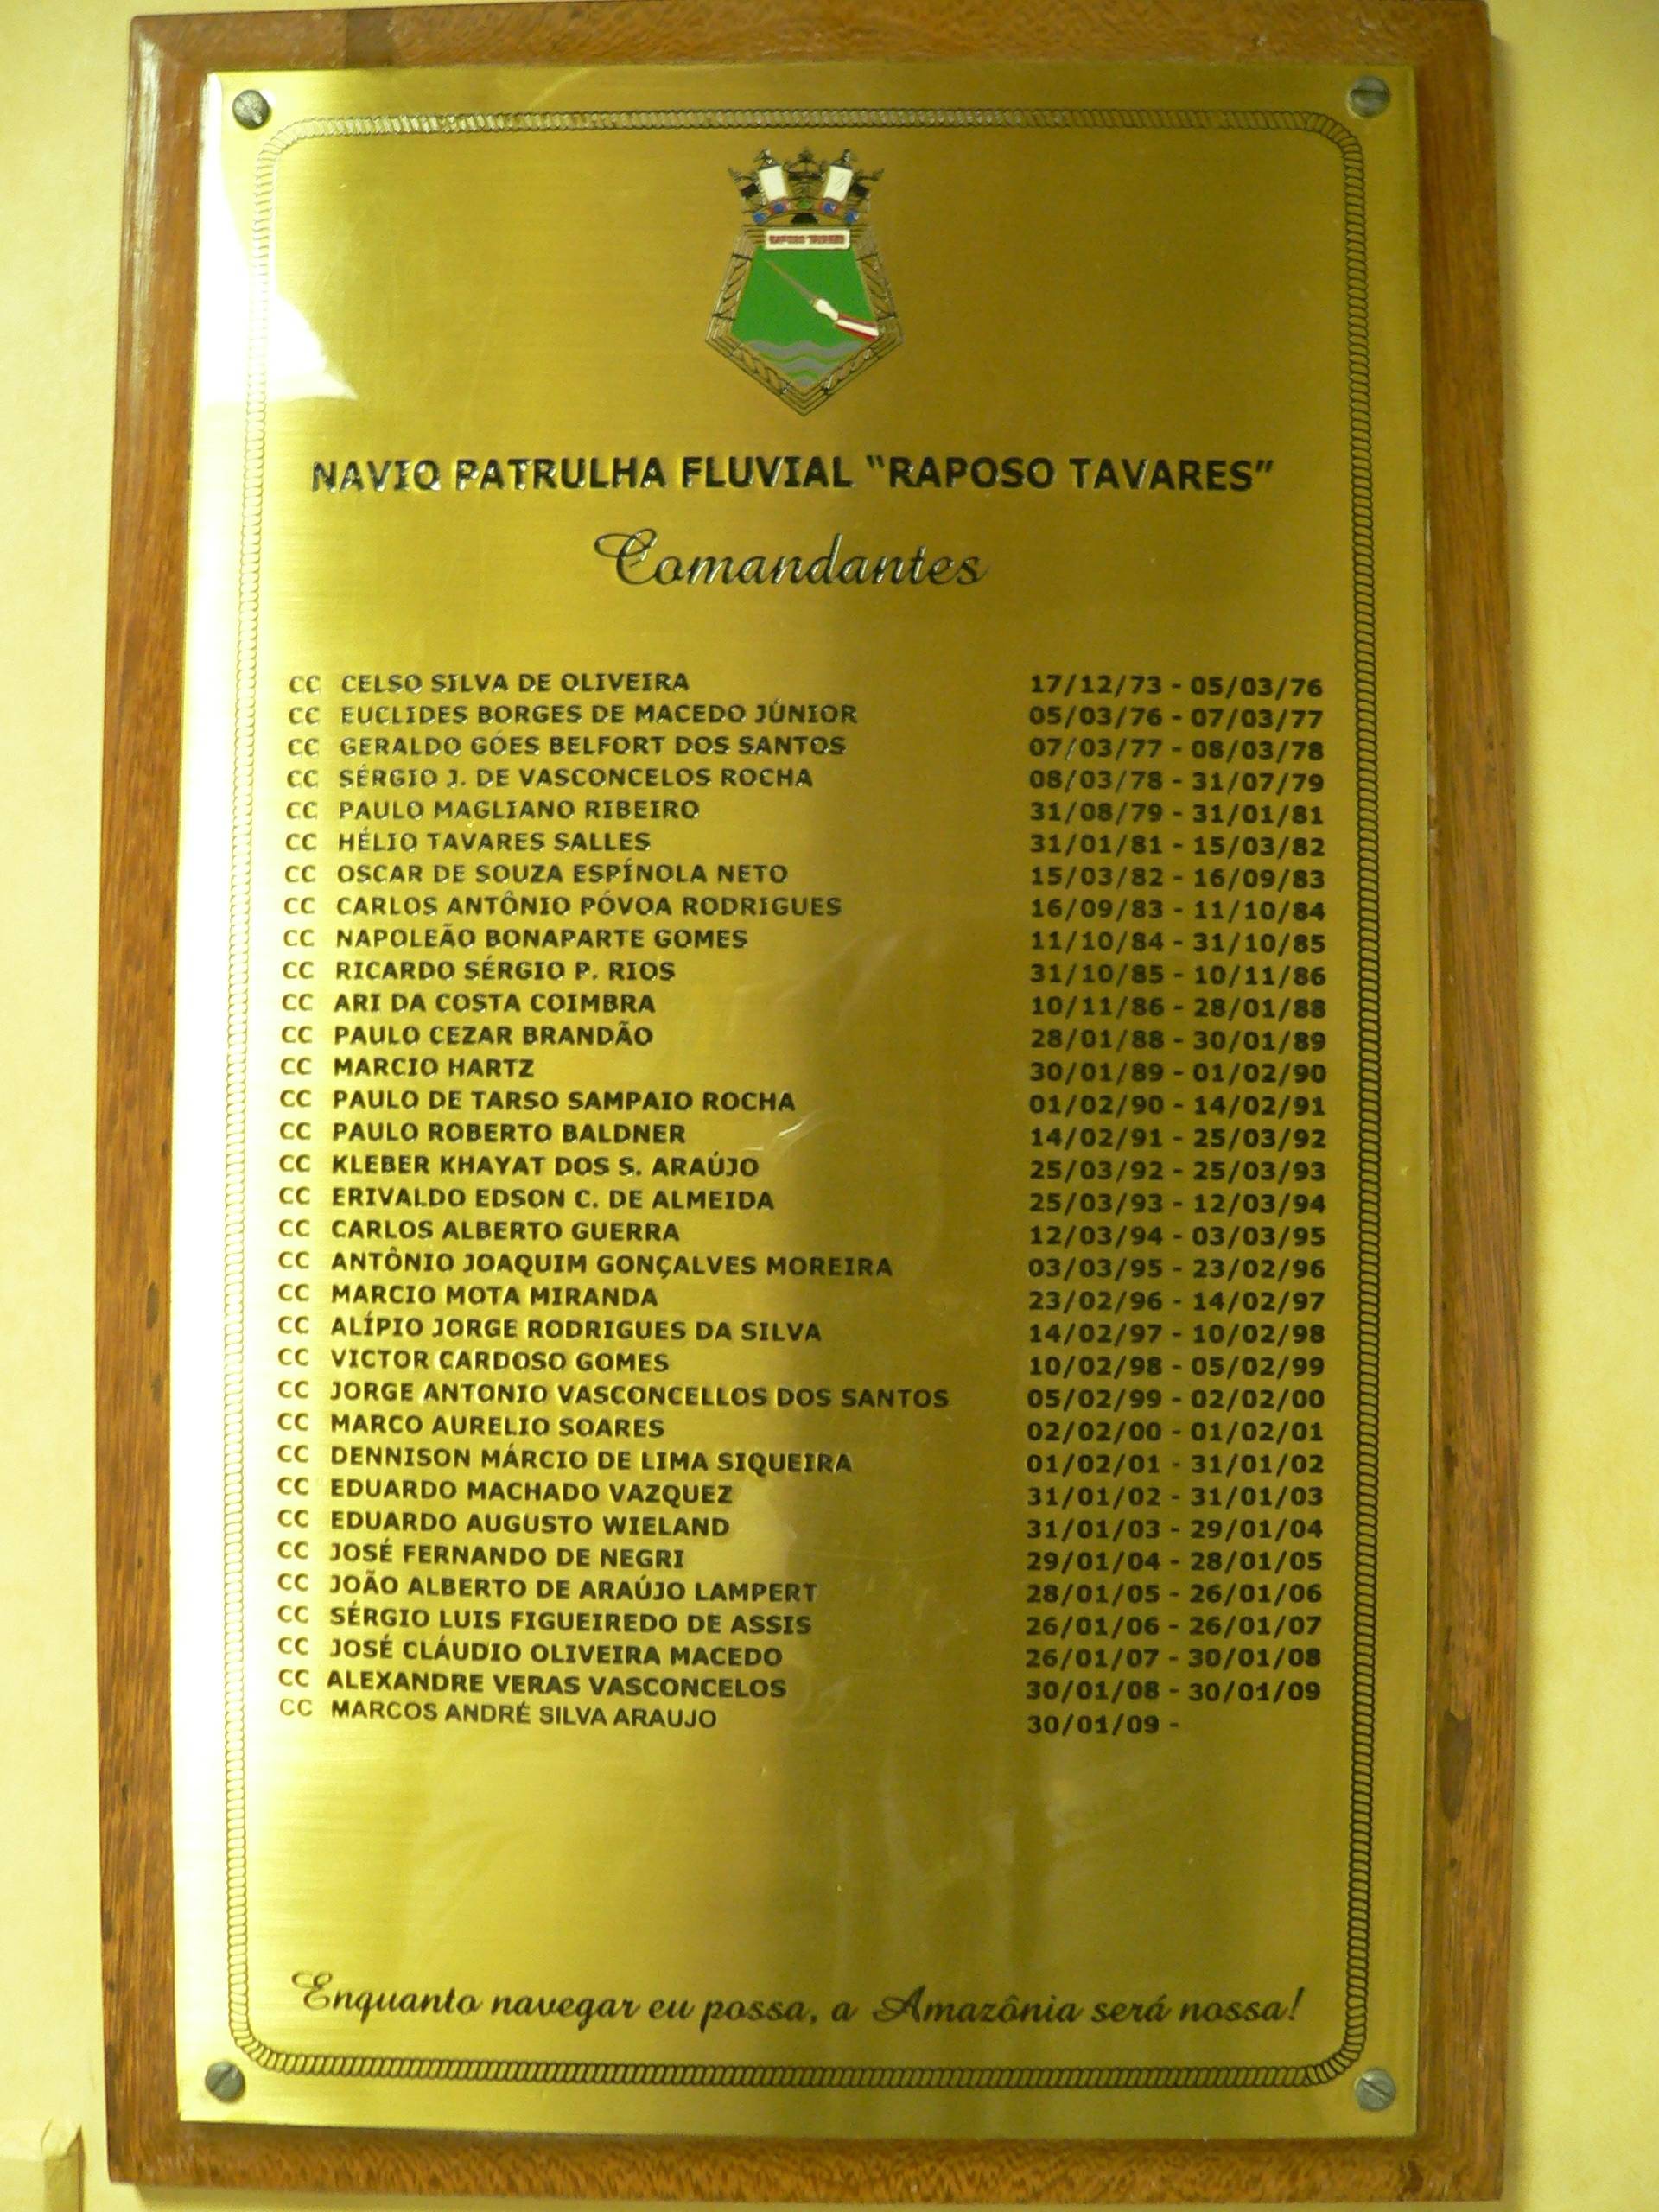 RAPOSO TAVARES
NAVIO PATRULHA FLUVIAL "RAPOSO TAVARES"
Comandantes
CC CELSO SILVA DE OLIVEIRA 17/12/73 - 05/03/76
CC EUCLIDES BORGES DE MACEDO JÚNIOR 05/03/76 - 07/03/77
CC GERALDO GÓES BELFORT DOS SANTOS 07/03/77 - 08/03/78
CC SÉRGIO J. DE VASCONCELOS ROCHA 08/03/78 - 31/07/79
CC PAULO MAGLIANO RIBEIRO 31/08/79 - 31/01/81
CC HÉLIO TAVARES SALLES 31/01/81 - 15/03/82
CC OSCAR DE SOUZA ESPÍNOLA NETO 15/03/82 - 16/09/83
CC CARLOS ANTÔNIO PÓVOA RODRIGUES 16/09/83 - 11/10/84
CC NAPOLEÃO BONAPARTE GOMES 11/10/84 - 31/10/85
CC RICARDO SÉRGIO P. RIOS 31/10/85 - 10/11/86
CC ARI DA COSTA COIMBRA 10/11/86 - 28/01/88
CC PAULO CEZAR BRANDÃO 28/01/88 - 30/01/89
CC MARCIO HARTZ 30/01/89 - 01/02/90
CC PAULO DE TARSO SAMPAIO ROCHA 01/02/90 - 14/02/91
CC PAULO ROBERTO BALDNER 14/02/91 - 25/03/92
CC KLEBER KHAYAT DOS S. ARAÚJO 25/03/92 - 25/03/93
CC ERIVALDO EDSON C. DE ALMEIDA 25/03/93 - 12/03/94
CC CARLOS ALBERTO GUERRA 12/03/94 - 03/03/95
CC ANTÔNIO JOAQUIM GONÇALVES MOREIRA 03/03/95 - 23/02/96
CC MARCIO MOTA MIRANDA 23/02/96 - 14/02/97
CC ALÍPIO JORGE RODRIGUES DA SILVA 14/02/97 - 10/02/98
CC VICTOR CARDOSO GOMES 10/02/98 - 05/02/99
CC JORGE ANTONIO VASCONCELLOS DOS SANTOS 05/02/99 - 02/02/00
CC MARCO AURELIO SOARES 02/02/00 - 01/02/01
CC DENNISON MÁRCIO DE LIMA SIQUEIRA 01/02/01 - 31/01/02
CC EDUARDO MACHADO VAZQUEZ 31/01/02 - 31/01/03
CC EDUARDO AUGUSTO WIELAND 31/01/03 - 29/01/04
CC JOSÉ FERNANDO DE NEGRI 29/01/04 - 28/01/05
CC JOÃO ALBERTO DE ARAÚJO LAMPERT 28/01/05 - 26/01/06
CC SÉRGIO LUIS FIGUEIREDO DE ASSIS 26/01/06 - 26/01/07
CC JOSÉ CLÁUDIO OLIVEIRA MACEDO 26/01/07 - 30/01/08
CC ALEXANDRE VERAS VASCONCELOS 30/01/08 - 30/01/09
CC MARCOS ANDRÉ SILVA ARAUJO 30/01/09 -
Enquanto navegar eu possa, a Amazônia será nossa!